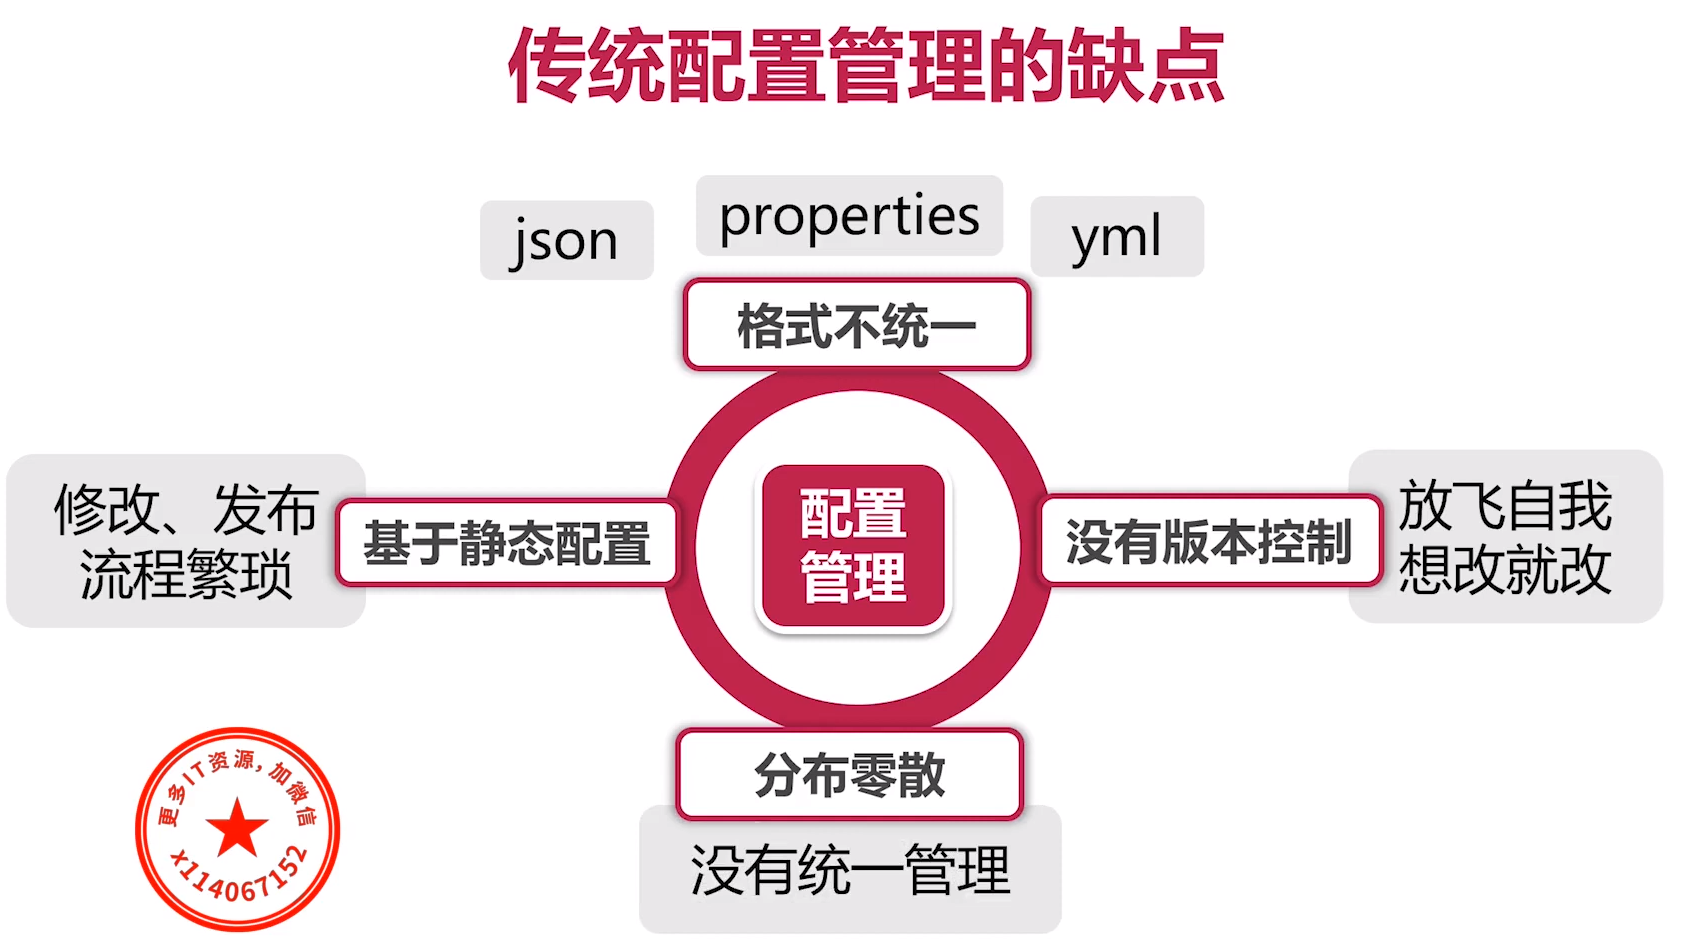 传统配置管理的缺点
json
properties
yml
格式不统一
修改、发布
流程繁琐
基于静态配置
配置
管理
没有版本控制
放飞自我
想改就改
分布零散
没有统一管理
更多IT资源，加微信
x114067152